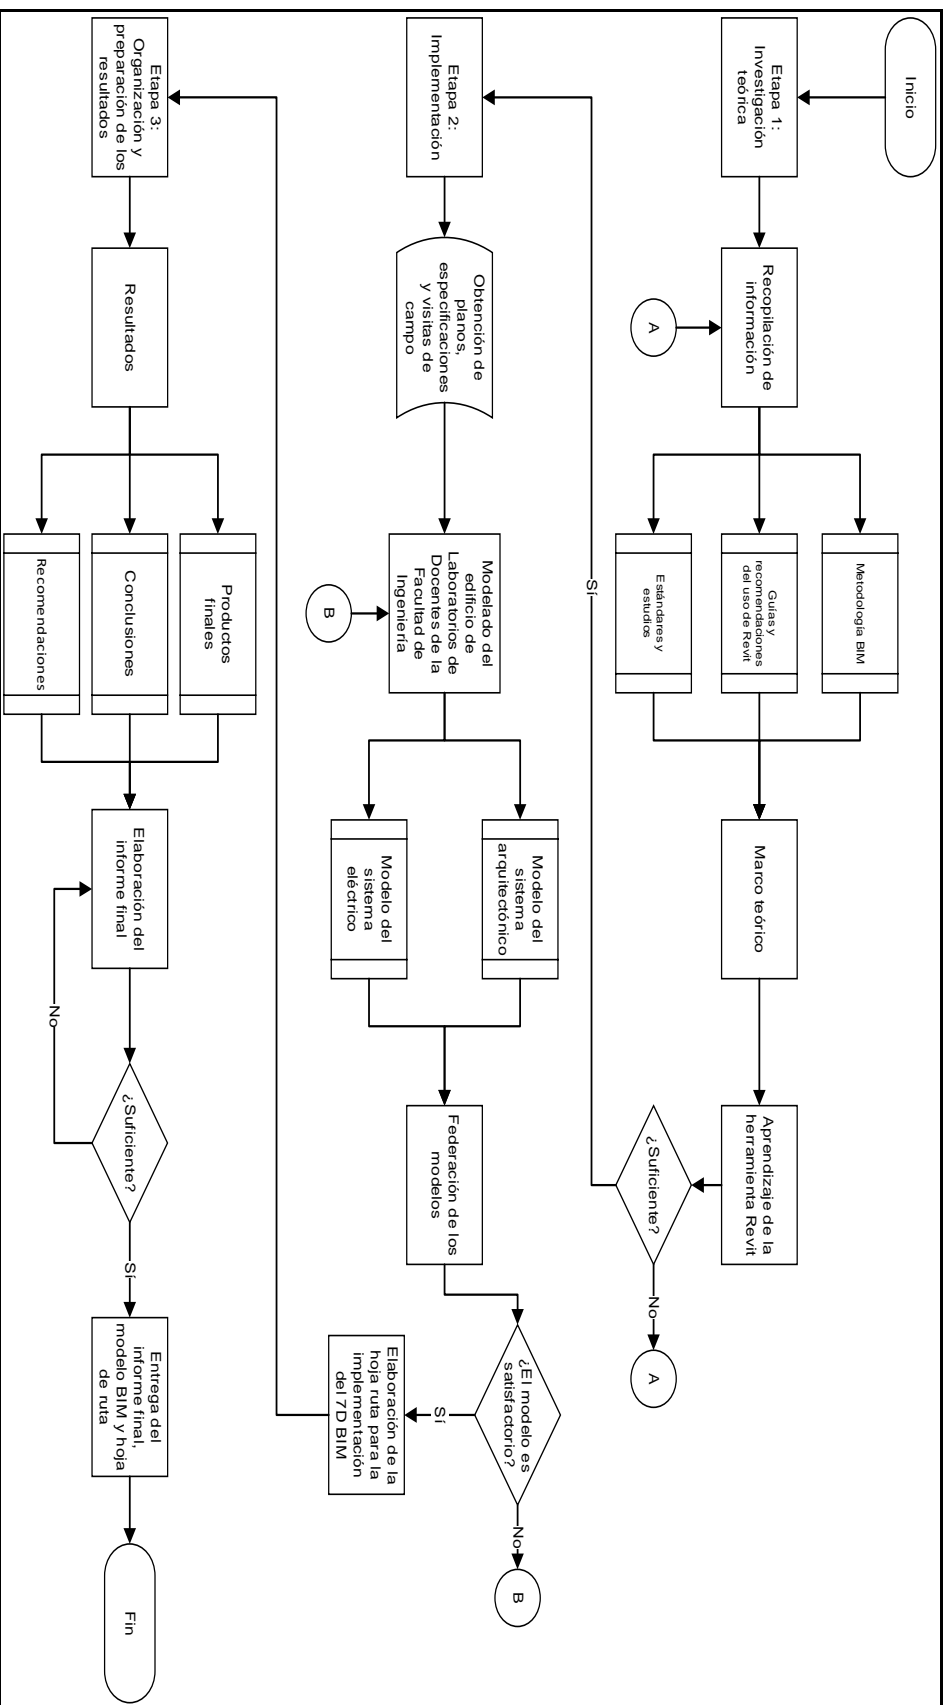 Inicio
Etapa 1:
Investigación
teórica
Recopilación de
información
A
Metodología BIM
Guías y
recomendaciones
del uso de Revit
Estándares y
estudios
Marco teórico
Aprendizaje de la
herramienta Revit
¿Suficiente?
No
A
Sí
Etapa 2:
Implementación
Obtención de
planos,
especificaciones
y visitas de
campo
Modelado del
edificio de
Laboratorios de
Docentes de la
Facultad de
Ingeniería
B
Modelo del
sistema
arquitectónico
Modelo del
sistema
eléctrico
Federación de los
modelos
¿El modelo es
satisfactorio?
No
B
Sí
Elaboración de la
hoja ruta para la
implementación
del 7D BIM
Etapa 3:
Organización y
preparación de los
resultados
Resultados
Productos
finales
Conclusiones
Recomendaciones
Elaboración del
informe final
¿Suficiente?
No
Sí
Entrega del
informe final,
modelo BIM y hoja
de ruta
Fin